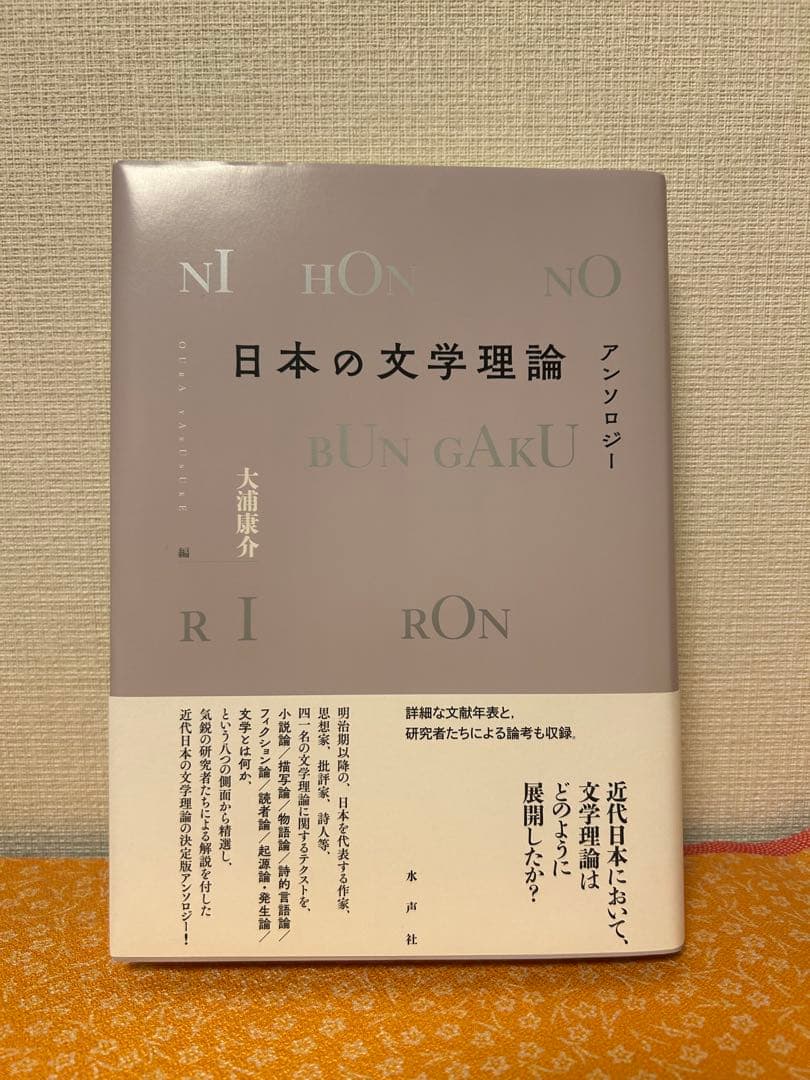 NI HON NO
日本の文学理論
アンソロジー
BUN GAKU
OURA YASUSUKE
大浦康介
編
RI RON
詳細な文献年表と,
研究者たちによる論考も収録。
近代日本において、
文学理論は
どのように
展開したか?
水声社
明治期以降の、日本を代表する作家、
思想家、批評家、詩人等、
四一名の文学理論に関するテクストを、
小説論/描写論/物語論/詩的言語論/
フィクション論/読者論/起源論・発生論/
文学とは何か、
という八つの側面から精選し、
気鋭の研究者たちによる解説を付した
近代日本の文学理論の決定版アンソロジー!